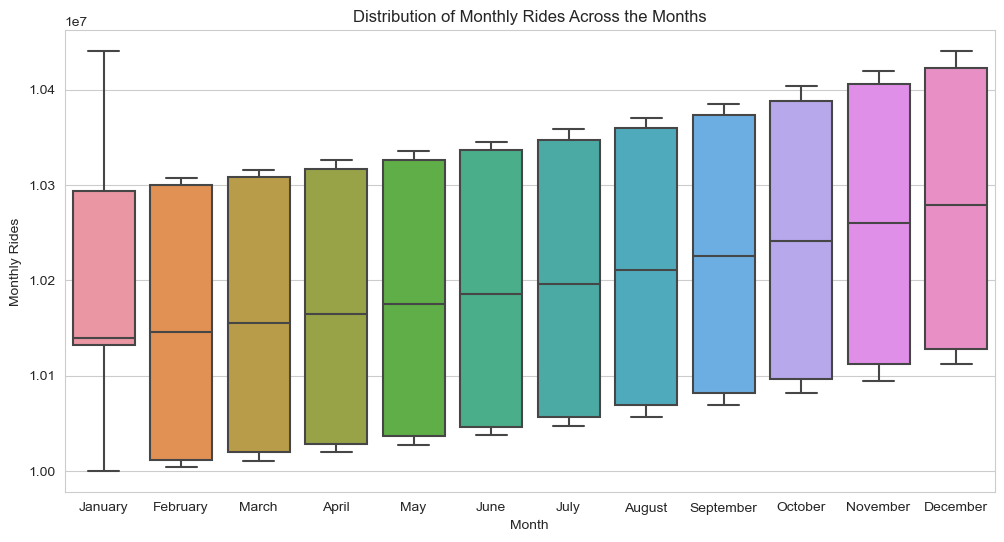 Distribution of Monthly Rides Across the Months
1e7
1.04
1.03
1.02
1.01
1.00
Monthly Rides
January February March April May June July August September October November December
Month